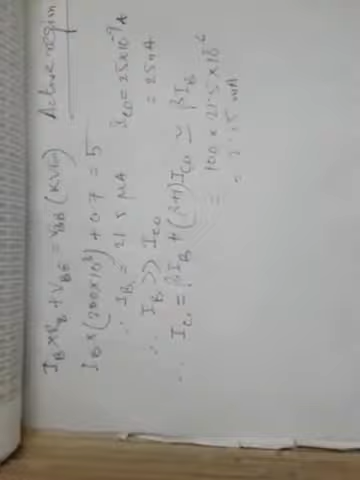 I_B × R_2 + V_BE = V_BB (KVL) Active region
I_B × (200×10³) + 0.7 = 5
∴ I_B = 21.5 μA I_CO = 25×10⁻⁹ A
= 25 nA
∴ I_B >> I_CO
∴ I_C = βI_B + (β+1)I_CO ≃ βI_B
= 100 × 21.5 × 10⁻⁶
= 2.15 mA